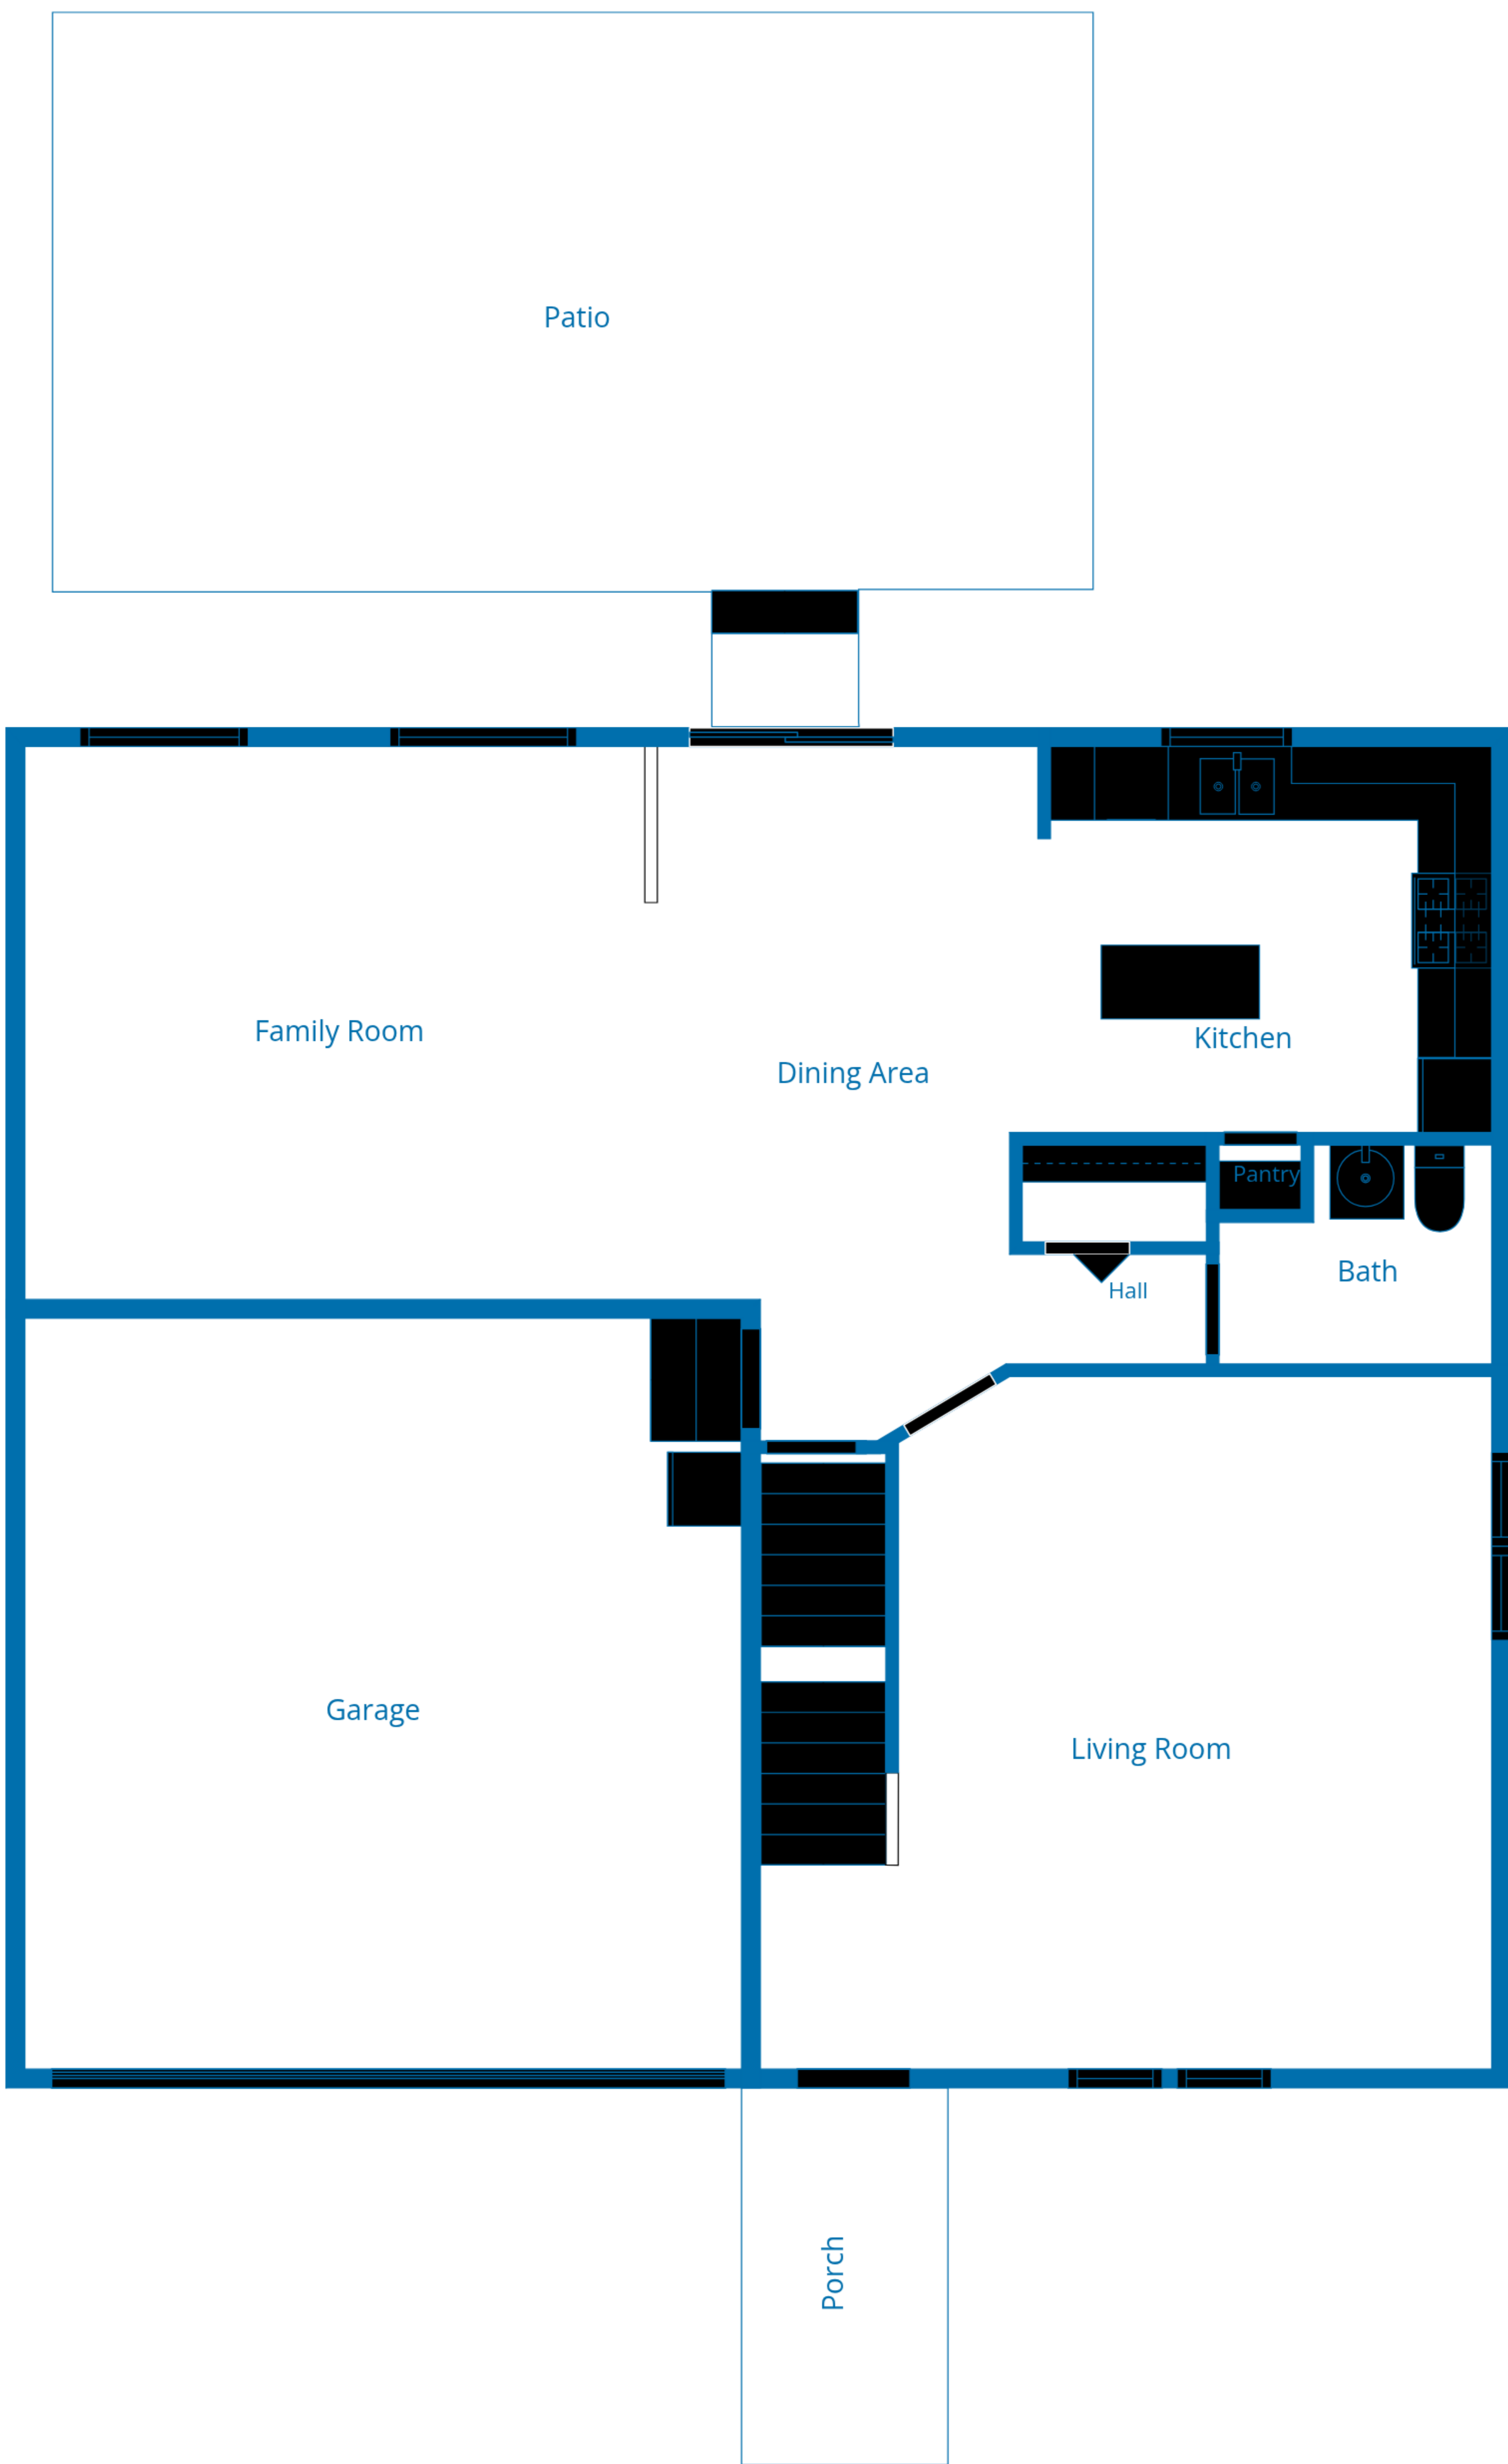 Patio
Family Room
Kitchen
Dining Area
Pantry
Bath
Hall
Garage
Living Room
Porch